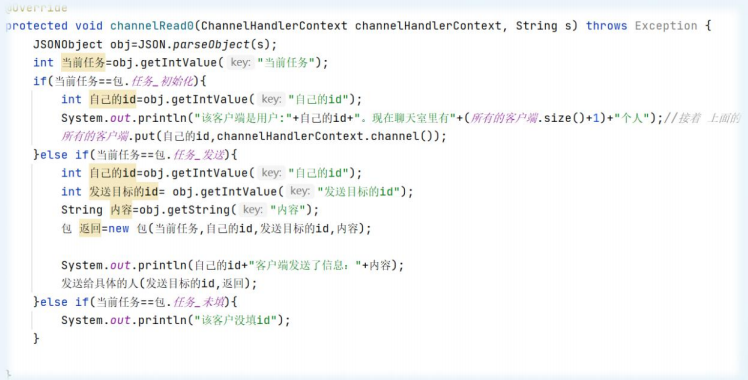 @Override
protected void channelRead0(ChannelHandlerContext channelHandlerContext, String s) throws Exception {
JSONObject obj=JSON.parseObject(s);
int 当前任务=obj.getIntValue( key: "当前任务");
if(当前任务==包.任务_初始化){
int 自己的id=obj.getIntValue( key: "自己的id");
System.out.println("该客户端是用户:"+自己的id+"。现在聊天室里有"+(所有的客户端.size()+1)+"个人");//接着 上面的
所有的客户端.put(自己的id,channelHandlerContext.channel());
}else if(当前任务==包.任务_发送){
int 自己的id=obj.getIntValue( key: "自己的id");
int 发送目标的id= obj.getIntValue( key: "发送目标的id");
String 内容=obj.getString( key: "内容");
包 返回=new 包(当前任务,自己的id,发送目标的id,内容);
System.out.println(自己的id+"客户端发送了信息："+内容);
发送给具体的人(发送目标的id,返回);
}else if(当前任务==包.任务_未填){
System.out.println("该客户没填id");
}
}